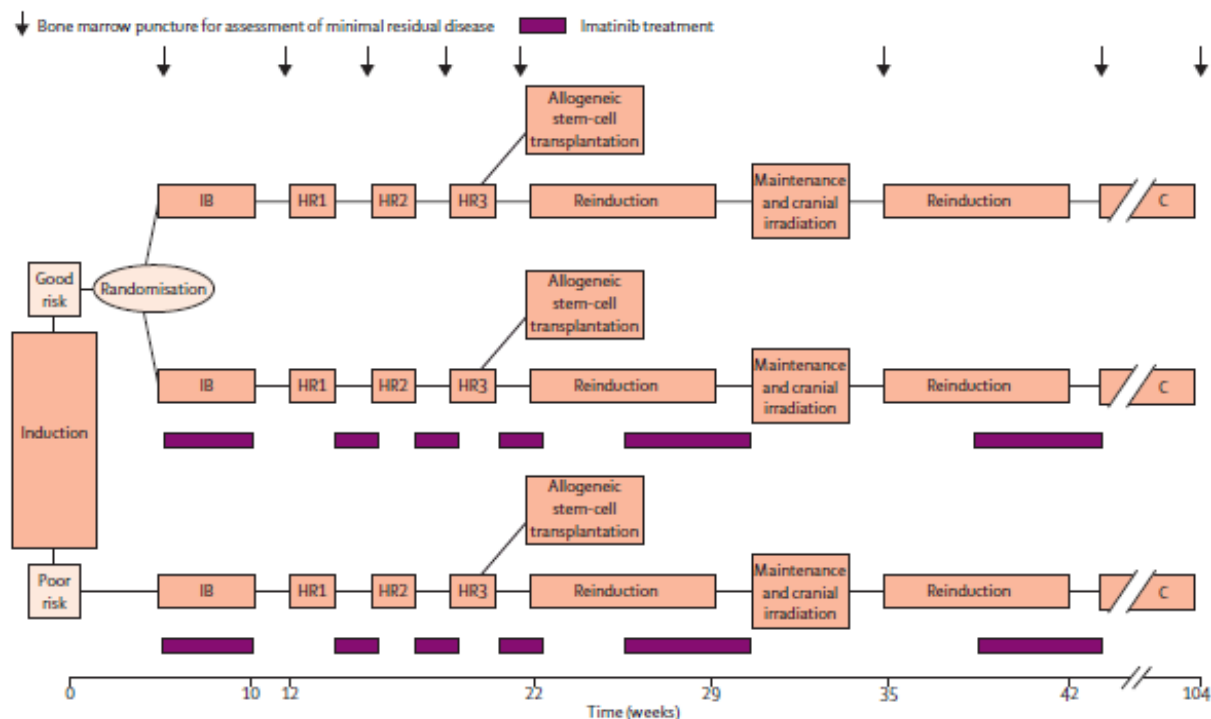 Bone marrow puncture for assessment of minimal residual disease
Imatinib treatment
Allogeneic
stem-cell
transplantation
IB
HR1
HR2
HR3
Reinduction
Maintenance
and cranial
irradiation
Reinduction
C
Good
risk
Randomisation
Allogeneic
stem-cell
transplantation
IB
HR1
HR2
HR3
Reinduction
Maintenance
and cranial
irradiation
Reinduction
C
Induction
Allogeneic
stem-cell
transplantation
Poor
risk
IB
HR1
HR2
HR3
Reinduction
Maintenance
and cranial
irradiation
Reinduction
C
0 10 12 22 29 35 42 104
Time (weeks)